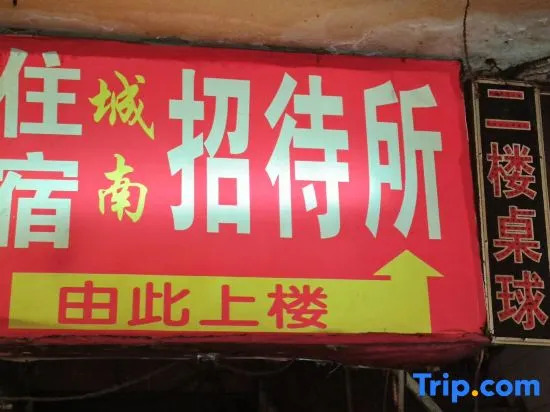 住宿
城南
招待所
由此上楼
二楼桌球
Trip.com